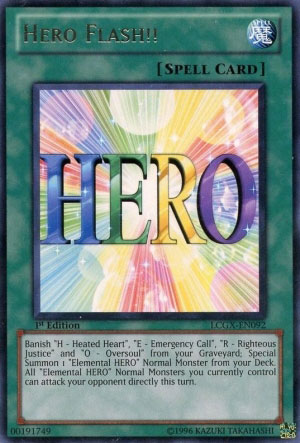 HERO FLASH!!
SPELL
魔
[SPELL CARD]
HERO
1st Edition
LCGX-EN092
Banish "H - Heated Heart", "E - Emergency Call", "R - Righteous
Justice" and "O - Oversoul" from your Graveyard; Special
Summon 1 "Elemental HERO" Normal Monster from your Deck.
All "Elemental HERO" Normal Monsters you currently control
can attack your opponent directly this turn.
00191749
©1996 KAZUKI TAKAHASHI